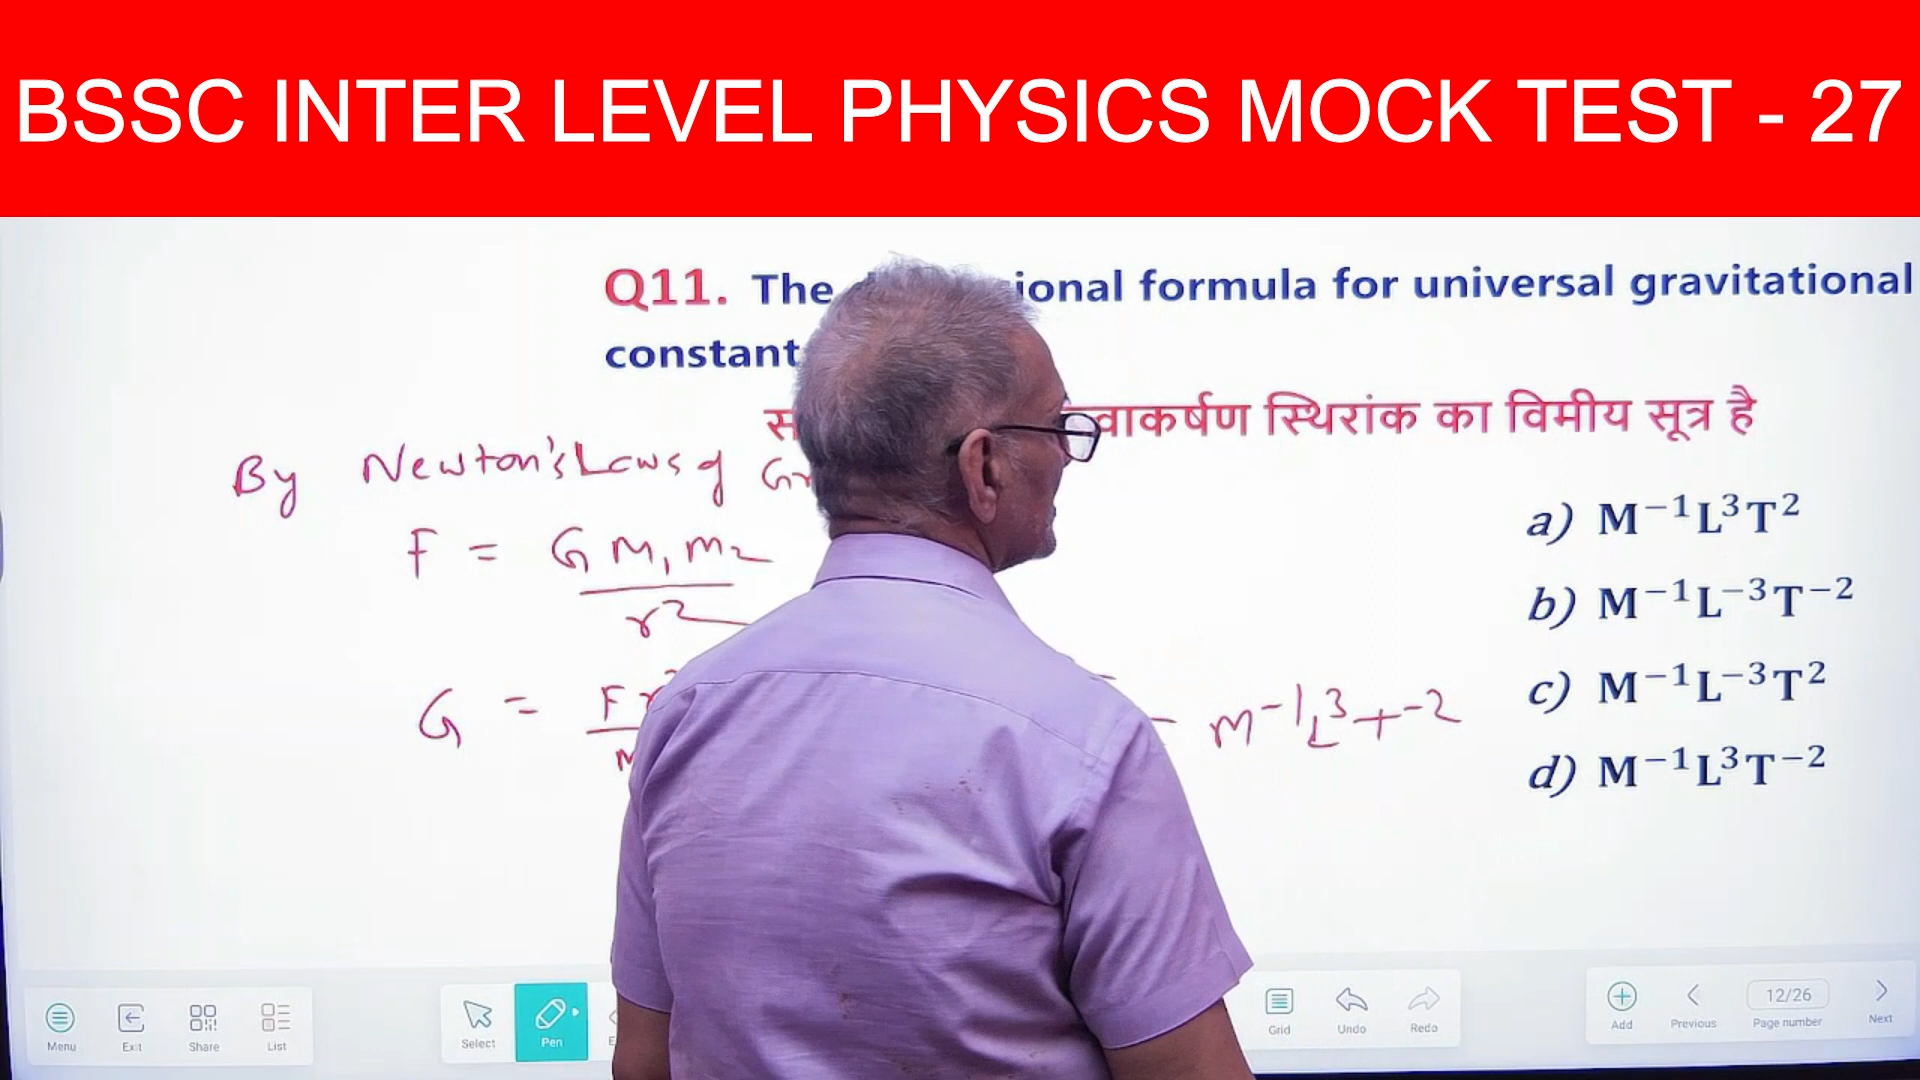 BSSC INTER LEVEL PHYSICS MOCK TEST - 27
Q11. The ional formula for universal gravitational
constant
वाकर्षण स्थिरांक का विमीय सूत्र है
By Newton's Laws of
F = G M₁ m₂
r²
G = F
M⁻¹L³T⁻²
a) M⁻¹L³T²
b) M⁻¹L⁻³T⁻²
c) M⁻¹L⁻³T²
d) M⁻¹L³T⁻²
Menu Exit Share List Select Pen Grid Undo Redo Add Previous 12/26 Page number Next